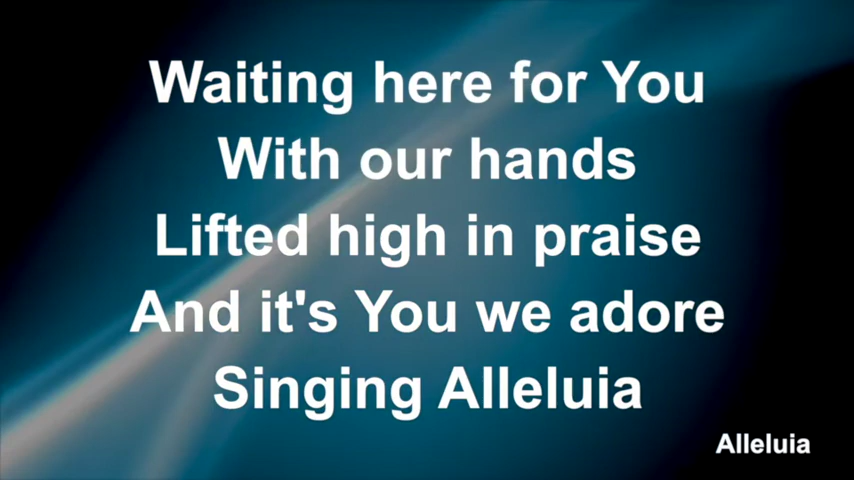 Waiting here for You
With our hands
Lifted high in praise
And it's You we adore
Singing Alleluia
Alleluia